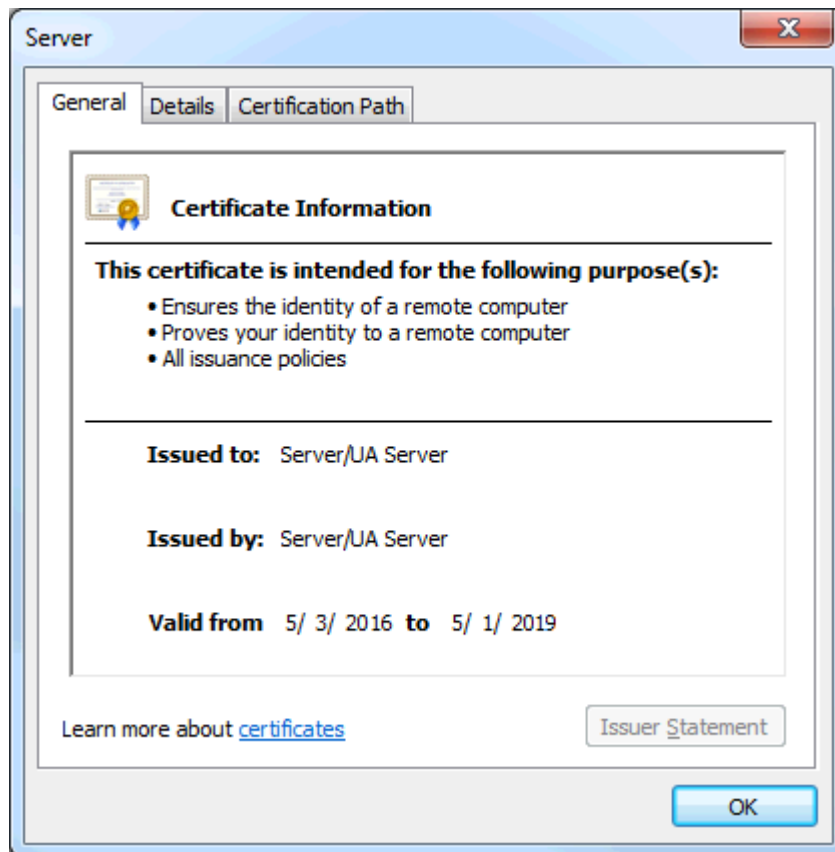 Server
General Details Certification Path
Certificate Information
This certificate is intended for the following purpose(s):
• Ensures the identity of a remote computer
• Proves your identity to a remote computer
• All issuance policies
Issued to: Server/UA Server
Issued by: Server/UA Server
Valid from 5/ 3/ 2016 to 5/ 1/ 2019
Learn more about certificates
Issuer Statement
OK